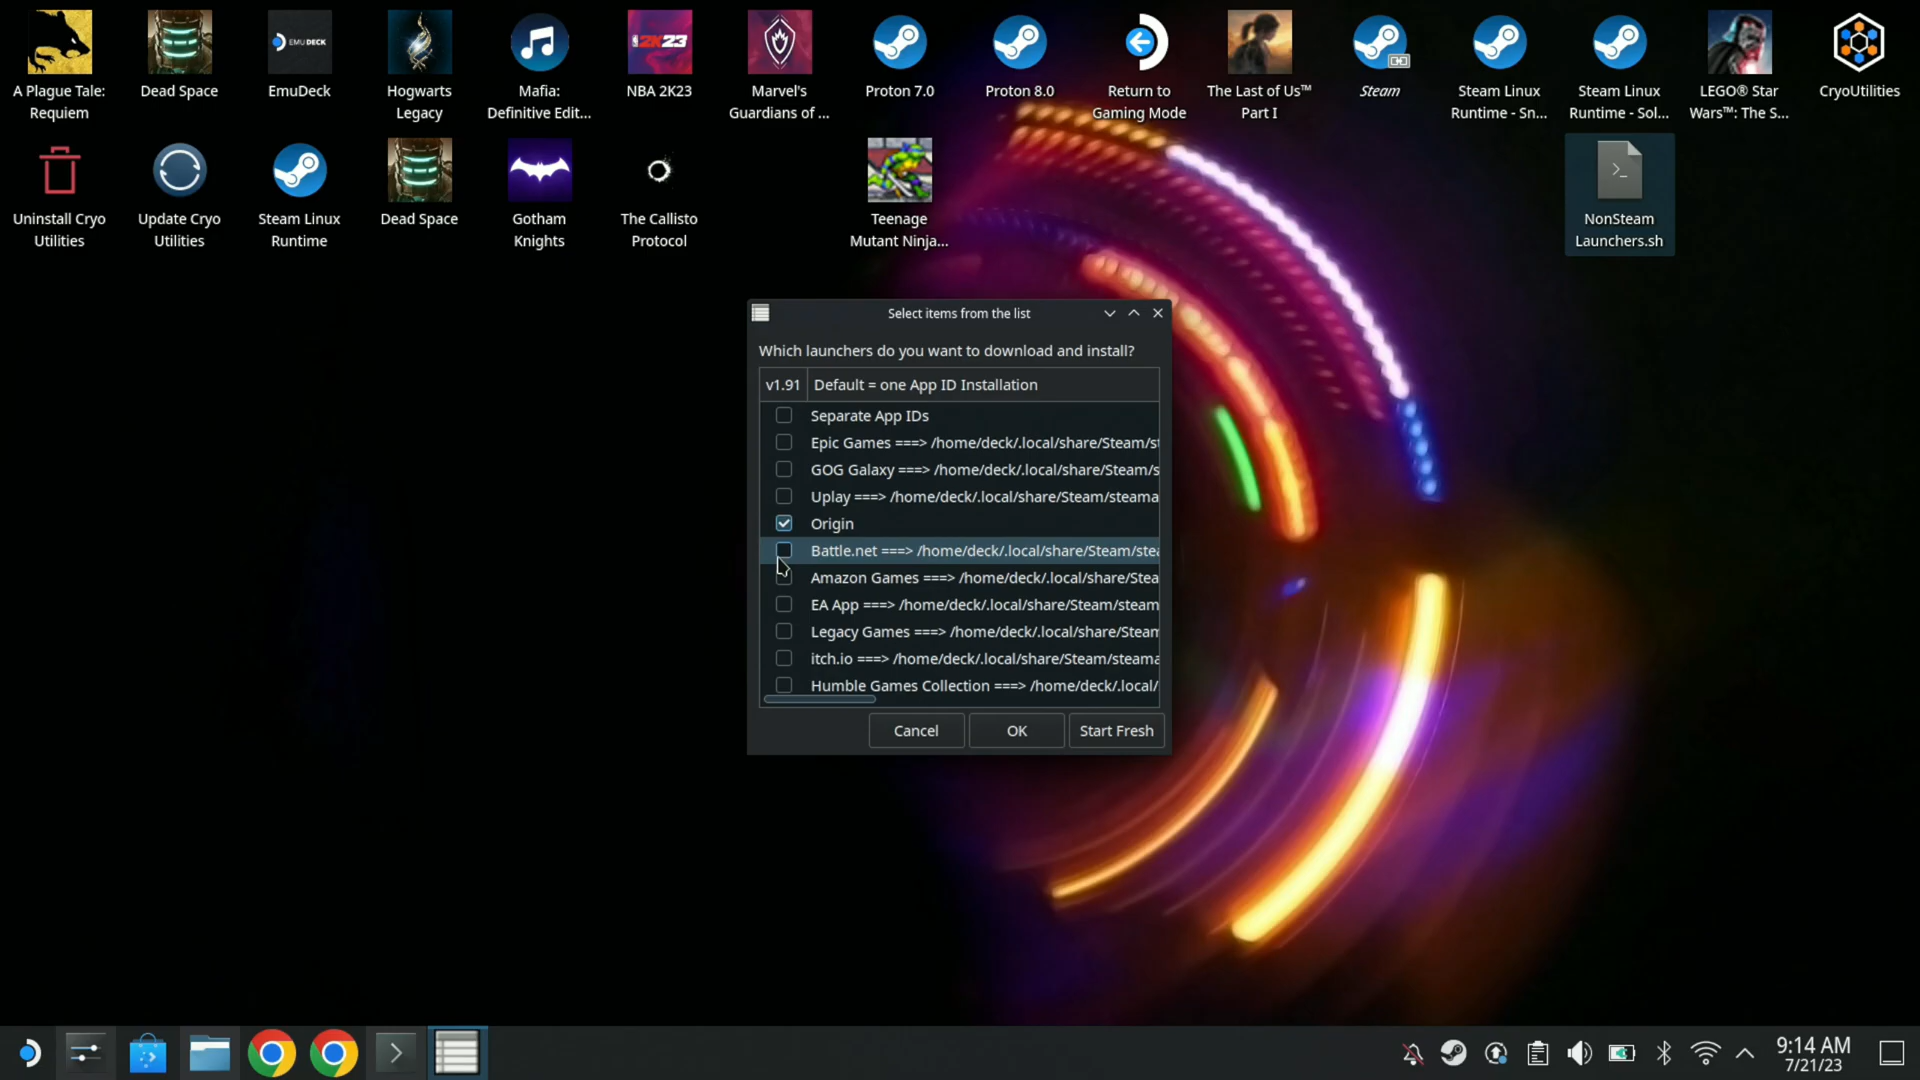 A Plague Tale:
Requiem
Dead Space
EMUDECK
EmuDeck
Hogwarts
Legacy
Mafia:
Definitive Edit...
2K23
NBA 2K23
Marvel's
Guardians of ...
Proton 7.0
Proton 8.0
Return to
Gaming Mode
The Last of Us™
Part I
Steam
Steam Linux
Runtime - Sn...
Steam Linux
Runtime - Sol...
LEGO® Star
Wars™: The S...
CryoUtilities
Uninstall Cryo
Utilities
Update Cryo
Utilities
Steam Linux
Runtime
Dead Space
Gotham
Knights
The Callisto
Protocol
Teenage
Mutant Ninja...
NonSteam
Launchers.sh
Select items from the list
Which launchers do you want to download and install?
v1.91 Default = one App ID Installation
Separate App IDs
Epic Games ===> /home/deck/.local/share/Steam/st
GOG Galaxy ===> /home/deck/.local/share/Steam/s
Uplay ===> /home/deck/.local/share/Steam/steama
Origin
Battle.net ===> /home/deck/.local/share/Steam/stea
Amazon Games ===> /home/deck/.local/share/Stea
EA App ===> /home/deck/.local/share/Steam/steam
Legacy Games ===> /home/deck/.local/share/Steam
itch.io ===> /home/deck/.local/share/Steam/steama
Humble Games Collection ===> /home/deck/.local/
Cancel OK Start Fresh
9:14 AM
7/21/23